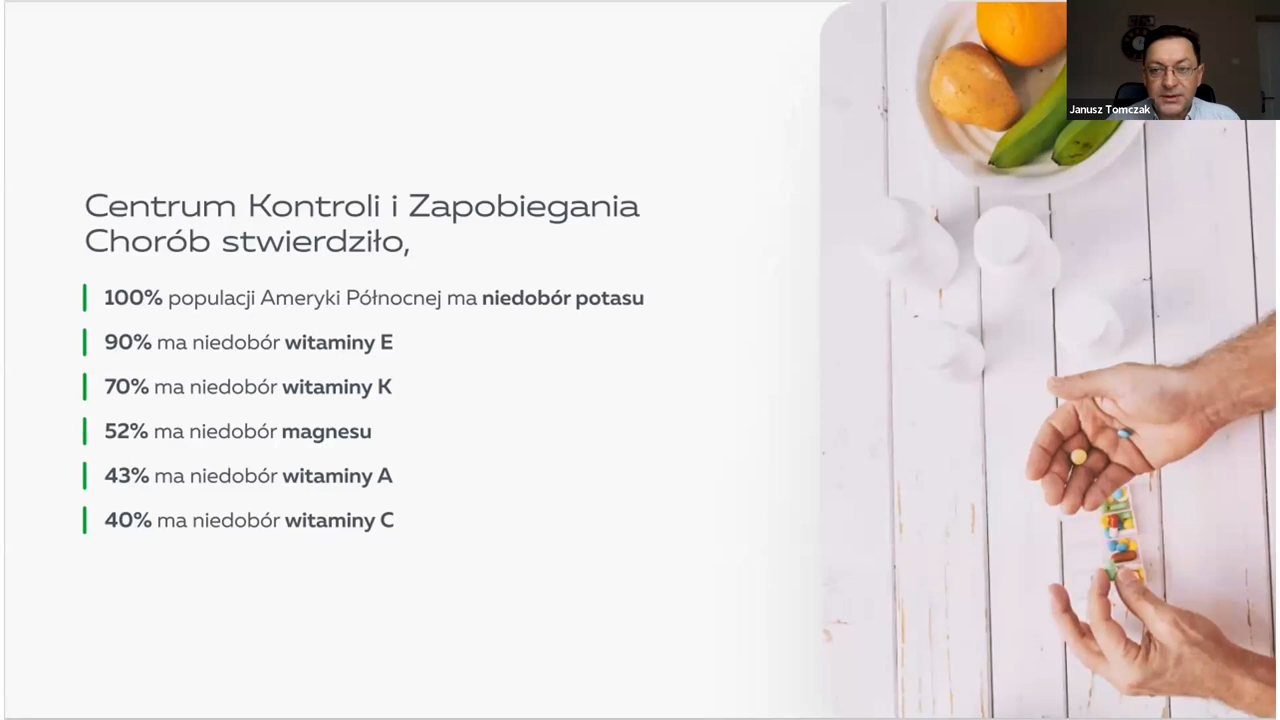 Janusz Tomczak
Centrum Kontroli i Zapobiegania
Chorób stwierdziło,
100% populacji Ameryki Północnej ma niedobór potasu
90% ma niedobór witaminy E
70% ma niedobór witaminy K
52% ma niedobór magnesu
43% ma niedobór witaminy A
40% ma niedobór witaminy C